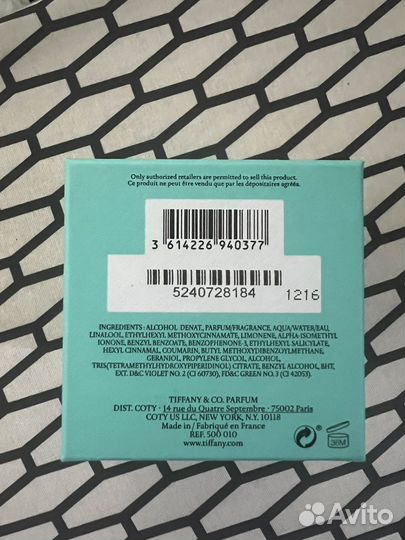 Only authorized retailers are permitted to sell this product.
Ce produit ne peut être vendu que par les dépositaires agréés.
3 614226 940377
5240728184 1216
INGREDIENTS: ALCOHOL DENAT., PARFUM/FRAGRANCE, AQUA/WATER/EAU,
LINALOOL, ETHYLHEXYL METHOXYCINNAMATE, LIMONENE, ALPHA-ISOMETHYL
IONONE, BENZYL BENZOATE, BENZOPHENONE-3, ETHYLHEXYL SALICYLATE,
HEXYL CINNAMAL, COUMARIN, BUTYL METHOXYDIBENZOYLMETHANE,
GERANIOL, PROPYLENE GLYCOL, ALCOHOL,
TRIS(TETRAMETHYLHYDROXYPIPERIDINOL) CITRATE, BENZYL ALCOHOL, BHT,
EXT. D&C VIOLET NO. 2 (CI 60730), FD&C GREEN NO. 3 (CI 42053).
TIFFANY & CO. PARFUM
DIST. COTY - 14 rue du Quatre Septembre - 75002 Paris
COTY US LLC, NEW YORK, N.Y. 10118
Made in / Fabriqué en France
REF. 500 010
www.tiffany.com
36M
Avito